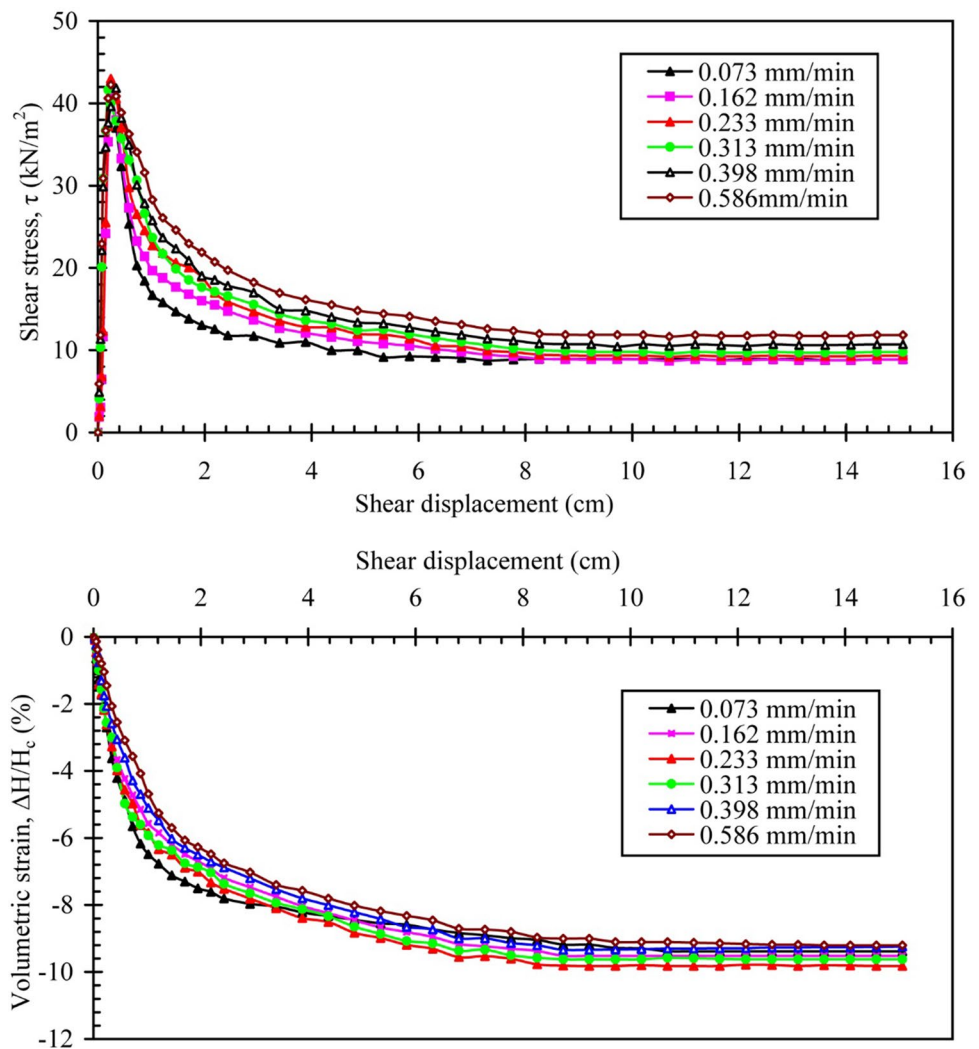 50
40
30
20
10
0
Shear stress, τ (kN/m²)
0.073 mm/min
0.162 mm/min
0.233 mm/min
0.313 mm/min
0.398 mm/min
0.586mm/min
0 2 4 6 8 10 12 14 16
Shear displacement (cm)
Shear displacement (cm)
0 2 4 6 8 10 12 14 16
0
-2
-4
-6
-8
-10
-12
Volumetric strain, ΔH/Hc (%)
0.073 mm/min
0.162 mm/min
0.233 mm/min
0.313 mm/min
0.398 mm/min
0.586 mm/min